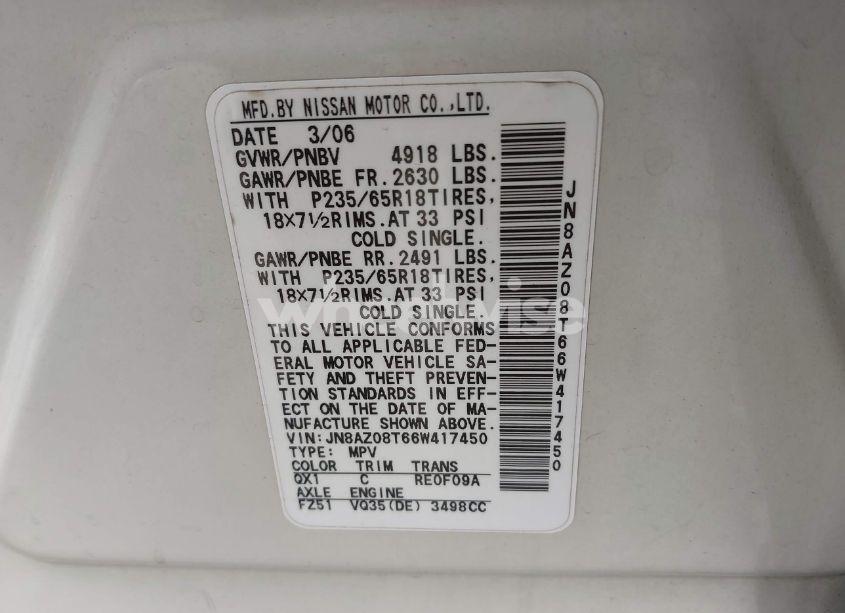 MFD.BY NISSAN MOTOR CO.,LTD.
DATE 3/06
GVWR/PNBV 4918 LBS.
GAWR/PNBE FR.2630 LBS.
WITH P235/65R18TIRES,
18X7½RIMS.AT 33 PSI
COLD SINGLE.
GAWR/PNBE RR.2491 LBS.
WITH P235/65R18TIRES,
18X7½RIMS.AT 33 PSI
COLD SINGLE.
THIS VEHICLE CONFORMS
TO ALL APPLICABLE FED-
ERAL MOTOR VEHICLE SA-
FETY AND THEFT PREVEN-
TION STANDARDS IN EFF-
ECT ON THE DATE OF MA-
NUFACTURE SHOWN ABOVE.
VIN:JN8AZ08T66W417450
TYPE: MPV
COLOR TRIM TRANS
QX1 C RE0F09A
AXLE ENGINE
FZ51 VQ35(DE) 3498CC
JN8AZ08T66W417450